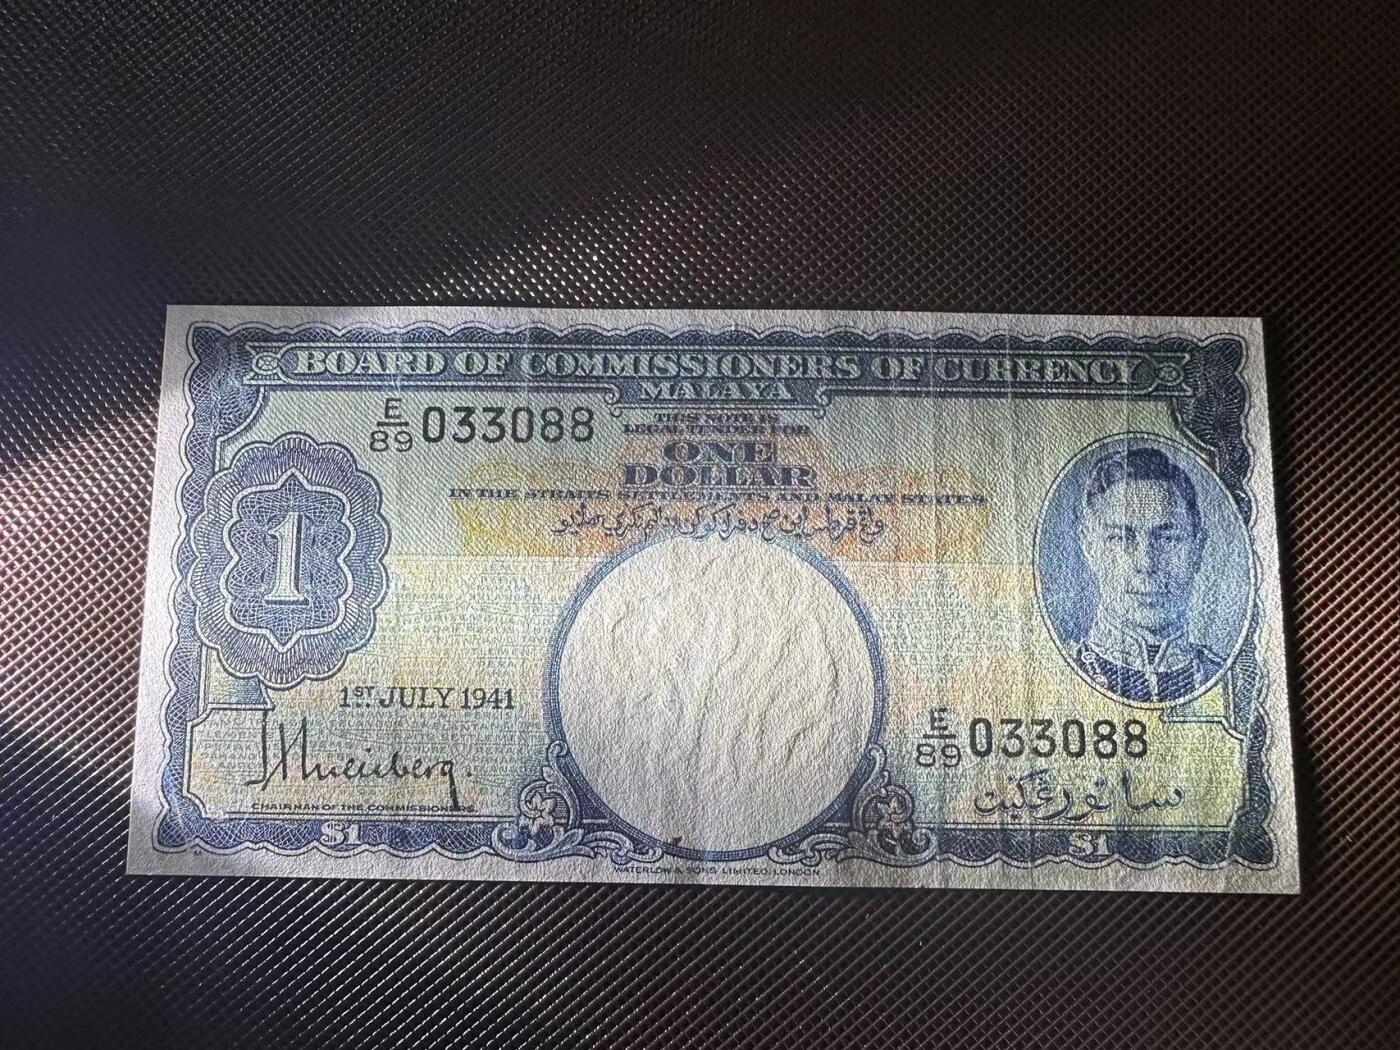 BOARD OF COMMISSIONERS OF CURRENCY
MALAYA
E/89 033088
THIS NOTE IS
LEGAL TENDER FOR
ONE
DOLLAR
IN THE STRAITS SETTLEMENTS AND MALAY STATES
1
1ST JULY 1941
E/89 033088
CHAIRMAN OF THE COMMISSIONERS.
ساتو رڠݢيت
$1
$1
WATERLOW & SONS LIMITED, LONDON